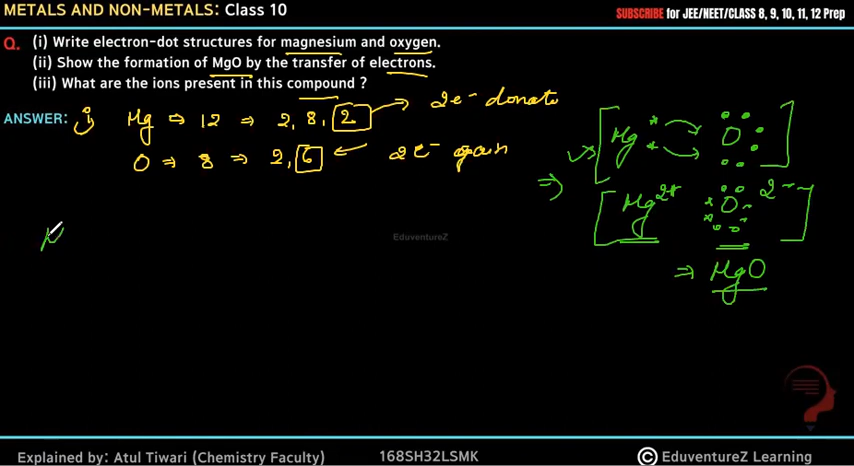 METALS AND NON-METALS: Class 10
SUBSCRIBE for JEE/NEET/CLASS 8, 9, 10, 11, 12 Prep
Q. (i) Write electron-dot structures for magnesium and oxygen.
(ii) Show the formation of MgO by the transfer of electrons.
(iii) What are the ions present in this compound ?
ANSWER: i) Mg ⇒ 12 ⇒ 2, 8, 2 → 2e⁻ donate
O ⇒ 8 ⇒ 2, 6 ← 2e⁻ gain
Mg O
⇒ [Mg²⁺ O²⁻]
⇒ MgO
EduventureZ
Explained by: Atul Tiwari (Chemistry Faculty)
168SH32LSMK
© EduventureZ Learning